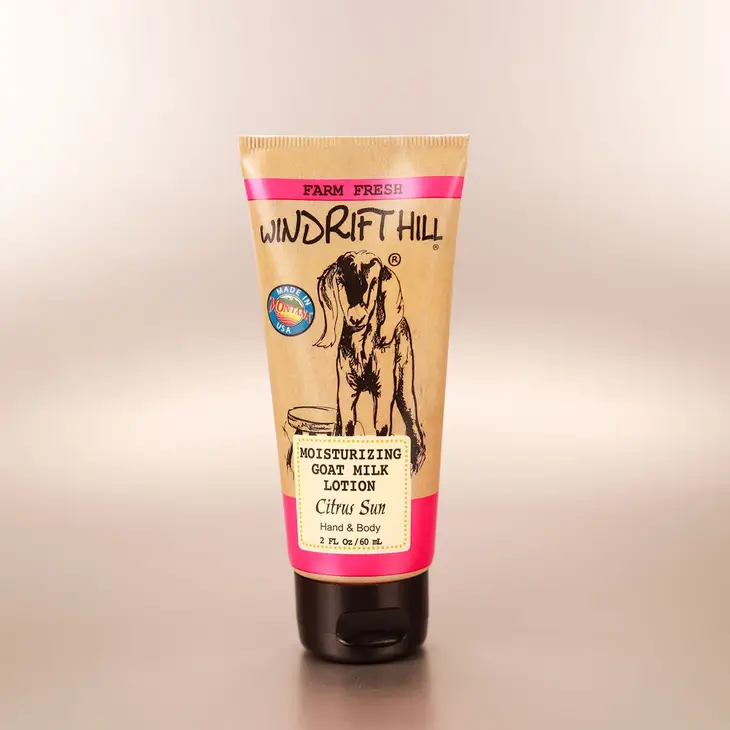 FARM FRESH
WINDRIFT HILL
®
®
MADE IN
MONTANA
USA
MOISTURIZING
GOAT MILK
LOTION
Citrus Sun
Hand & Body
2 FL Oz/60 mL